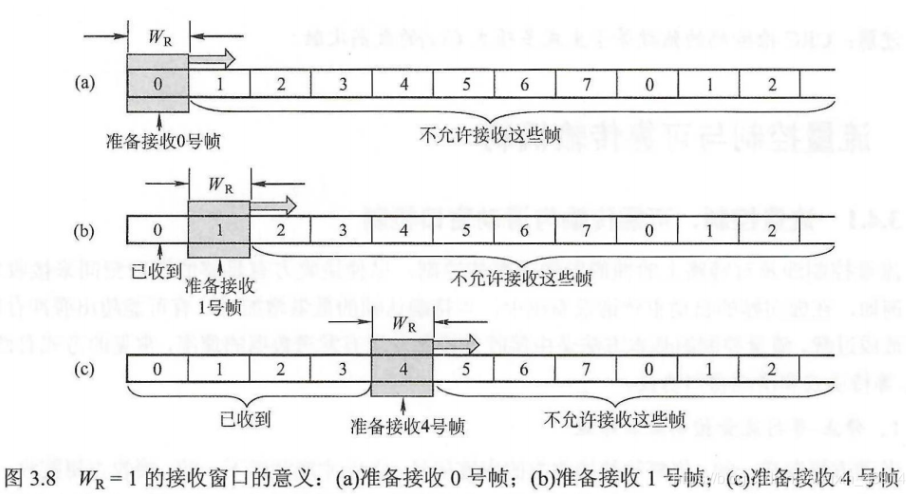 W_R
(a) 0 1 2 3 4 5 6 7 0 1 2
准备接收0号帧 不允许接收这些帧
W_R
(b) 0 1 2 3 4 5 6 7 0 1 2
已收到 准备接收1号帧 不允许接收这些帧
W_R
(c) 0 1 2 3 4 5 6 7 0 1 2
已收到 准备接收4号帧 不允许接收这些帧
图 3.8 W_R = 1 的接收窗口的意义：(a)准备接收 0 号帧；(b)准备接收 1 号帧；(c)准备接收 4 号帧